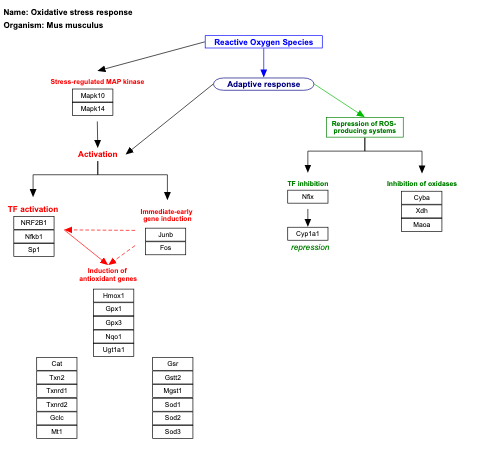 Name: Oxidative stress response
Organism: Mus musculus
Reactive Oxygen Species
Stress-regulated MAP kinase
Mapk10
Mapk14
Adaptive response
Repression of ROS-
producing systems
Activation
TF activation
NRF2B1
Nfkb1
Sp1
Immediate-early
gene induction
Junb
Fos
TF inhibition
Nfix
Cyp1a1
repression
Inhibition of oxidases
Cyba
Xdh
Maoa
Induction of
antioxidant genes
Hmox1
Gpx1
Gpx3
Nqo1
Ugt1a1
Cat
Txn2
Txnrd1
Txnrd2
Gclc
Mt1
Gsr
Gstt2
Mgst1
Sod1
Sod2
Sod3